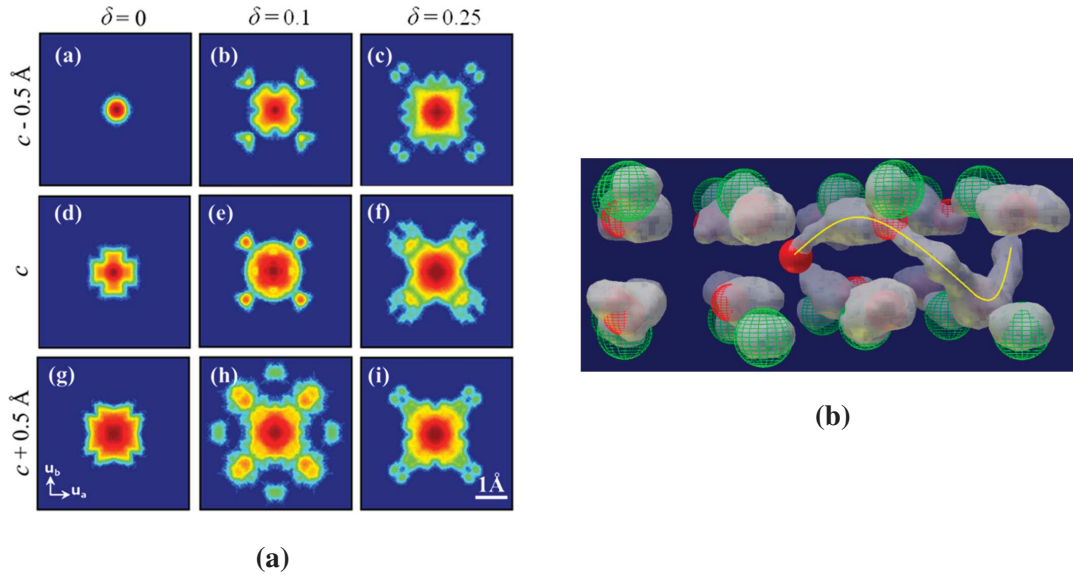 δ = 0 δ = 0.1 δ = 0.25
c - 0.5 Å
(a) (b) (c)
c
(d) (e) (f)
c + 0.5 Å
(g) (h) (i)
u_b
u_a
1Å
(a)
(b)